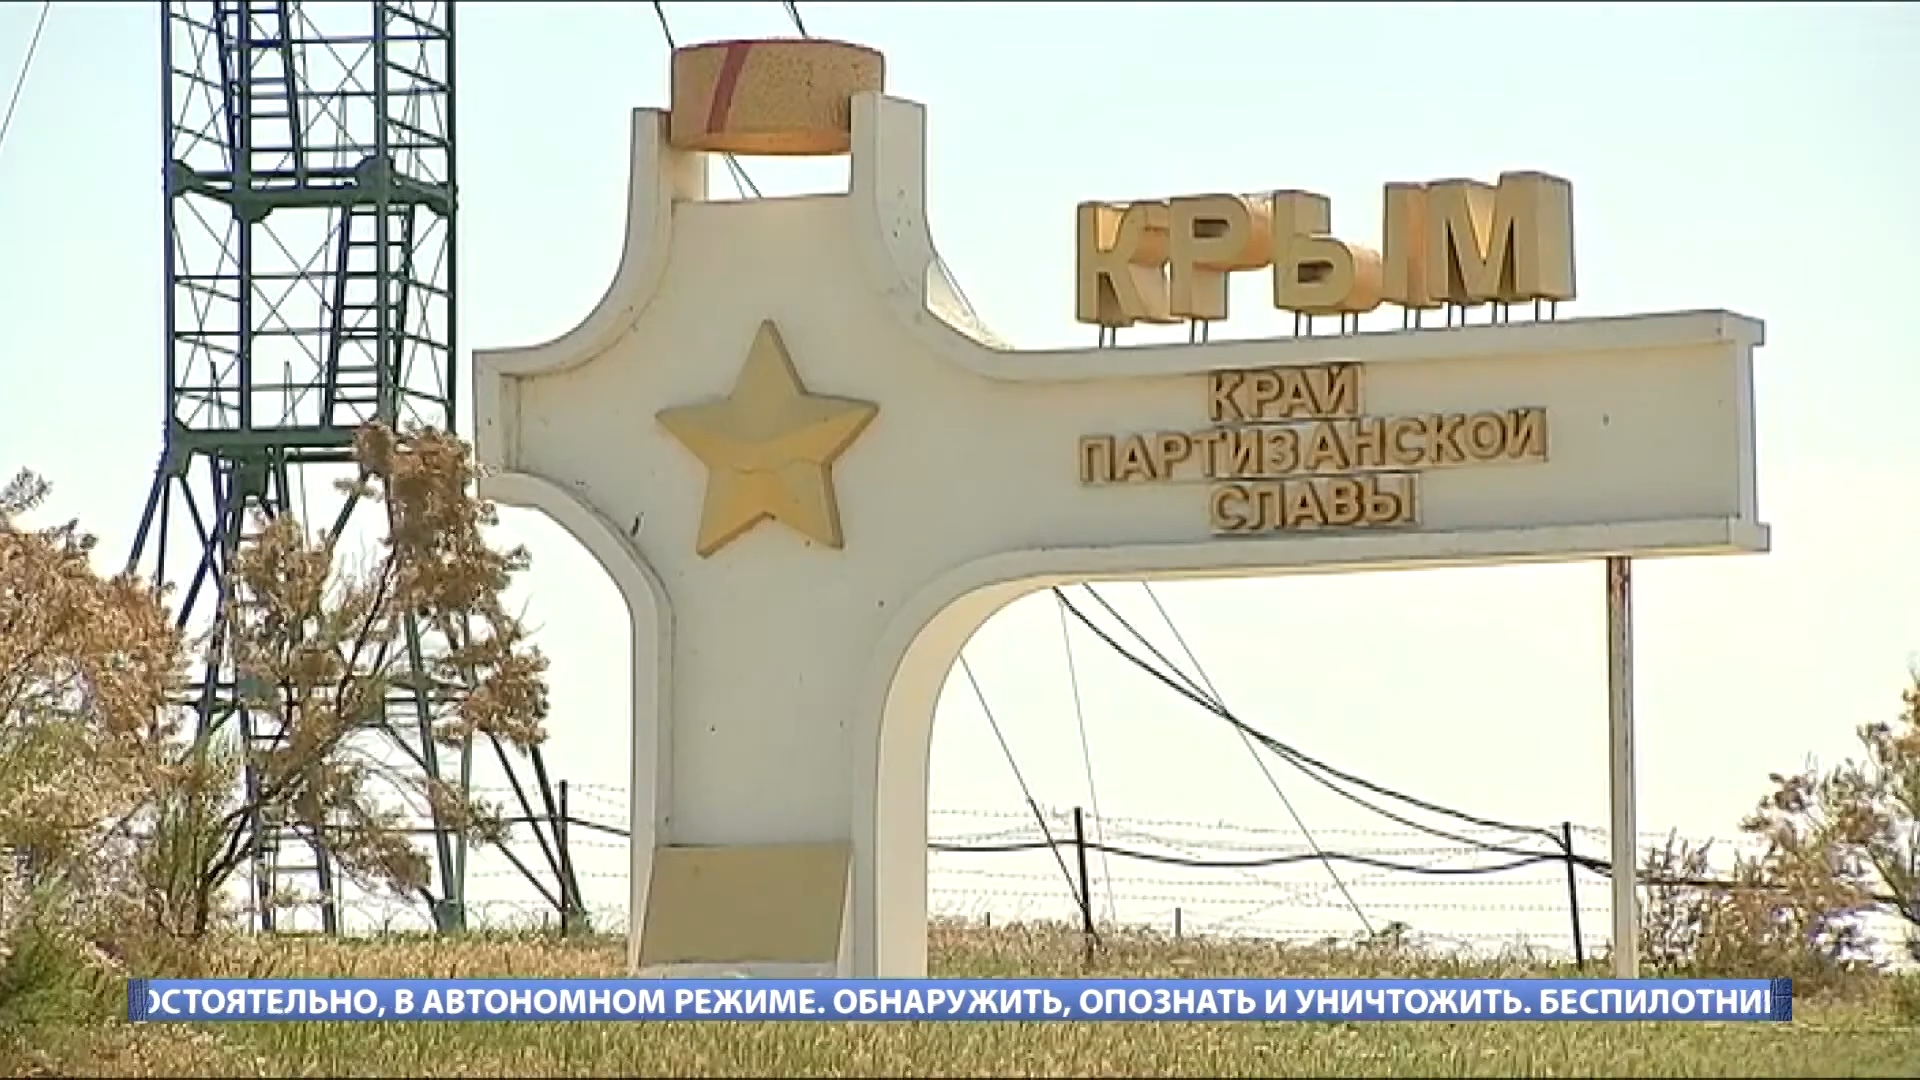 КРЫМ
КРАЙ
ПАРТИЗАНСКОЙ
СЛАВЫ
ОСТОЯТЕЛЬНО, В АВТОНОМНОМ РЕЖИМЕ. ОБНАРУЖИТЬ, ОПОЗНАТЬ И УНИЧТОЖИТЬ. БЕСПИЛОТНИ